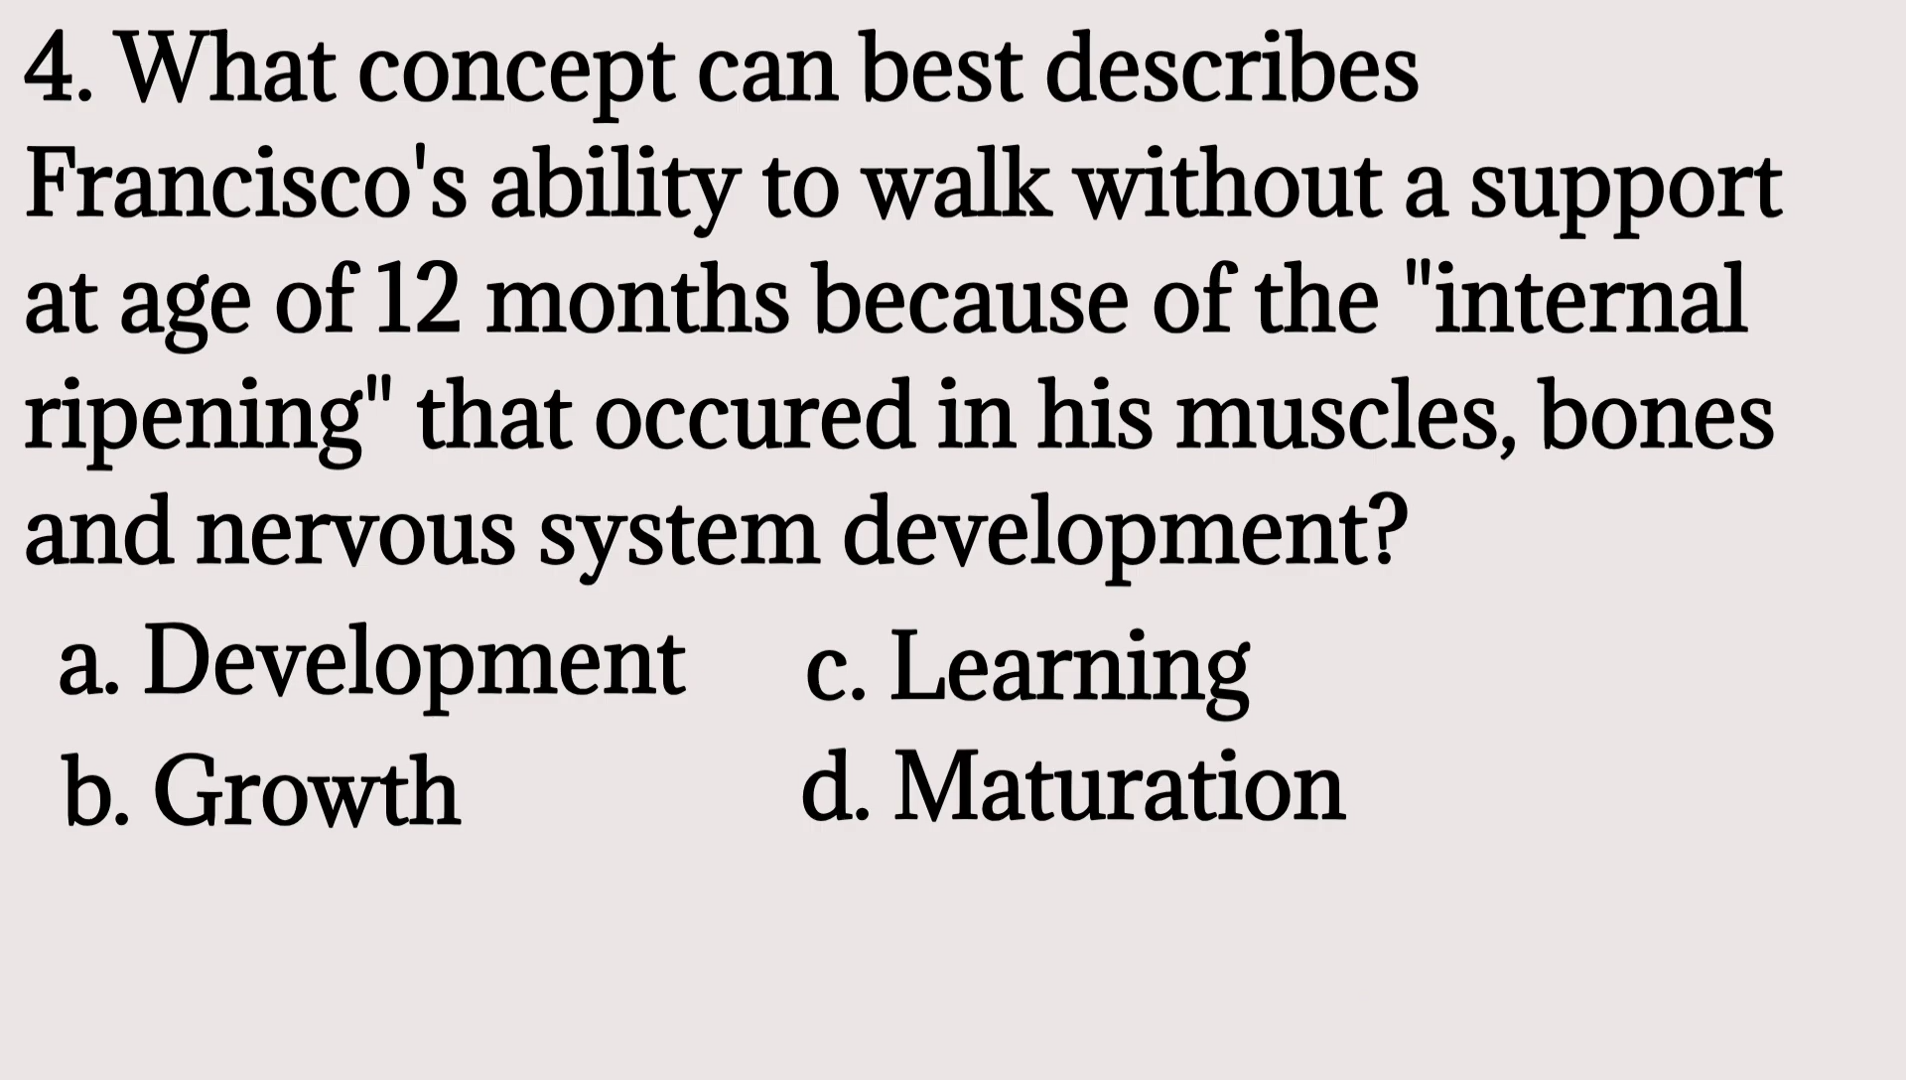 4. What concept can best describes
Francisco's ability to walk without a support
at age of 12 months because of the "internal
ripening" that occured in his muscles, bones
and nervous system development?
a. Development
c. Learning
b. Growth
d. Maturation